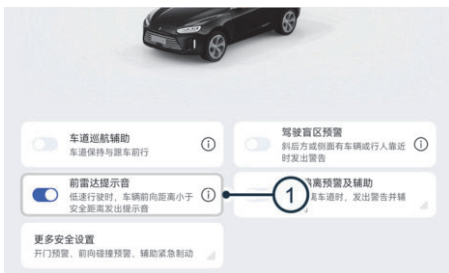 车道巡航辅助
车道保持与跟车前行
驾驶盲区预警
斜后方或侧面有车辆或行人靠近
时发出警告
前雷达提示音
低速行驶时，车辆前向距离小于
安全距离发出提示音
1
离预警及辅助
离车道时，发出警告并辅
更多安全设置
开门预警、前向碰撞预警、辅助紧急制动